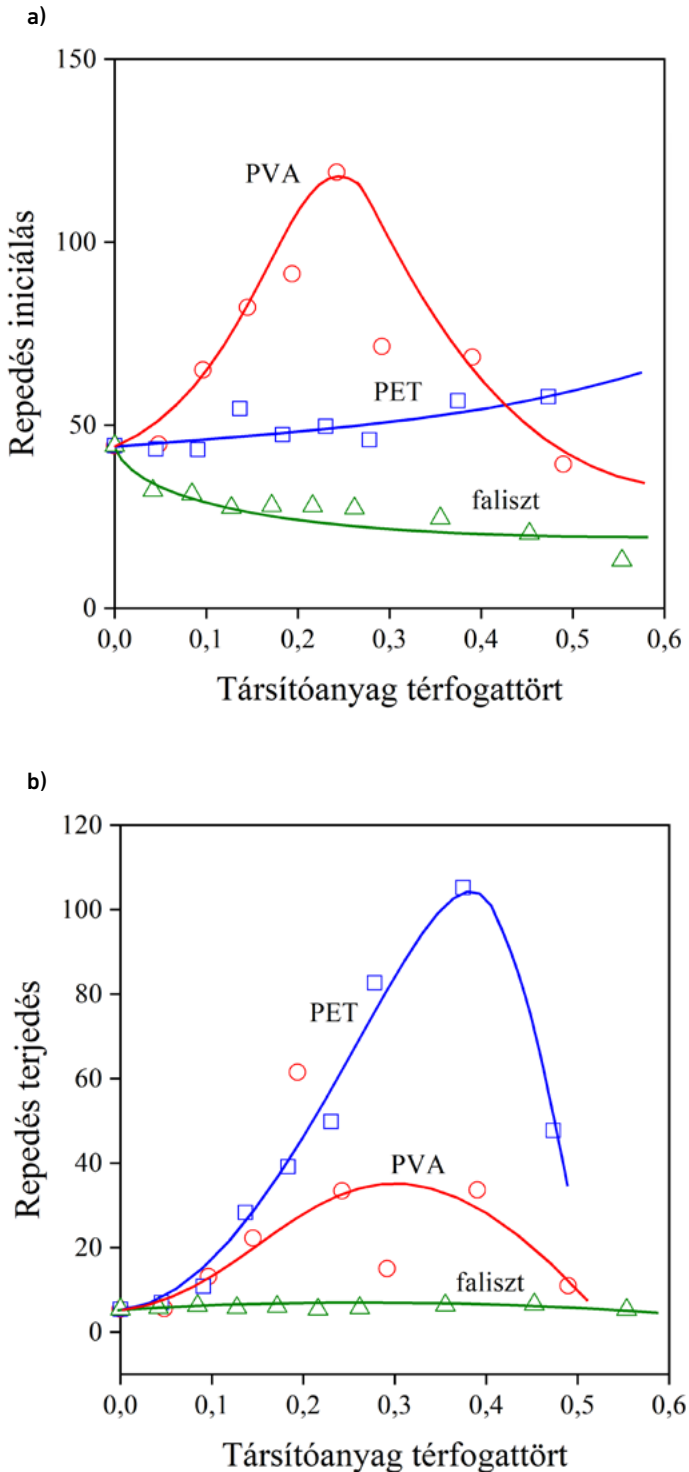 a)
150
100
50
0
Repedés iniciálás
PVA
PET
faliszt
0,0 0,1 0,2 0,3 0,4 0,5 0,6
Társítóanyag térfogattört
b)
120
100
80
60
40
20
0
Repedés terjedés
PET
PVA
faliszt
0,0 0,1 0,2 0,3 0,4 0,5 0,6
Társítóanyag térfogattört